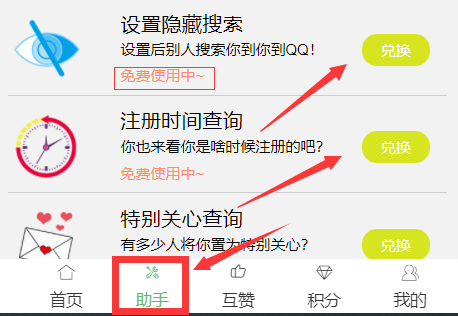 设置隐藏搜索
设置后别人搜索你到你到QQ!
免费使用中~
兑换
注册时间查询
你也来看你是啥时候注册的吧?
免费使用中~
兑换
特别关心查询
有多少人将你置为特别关心?
兑换
首页
助手
互赞
积分
我的